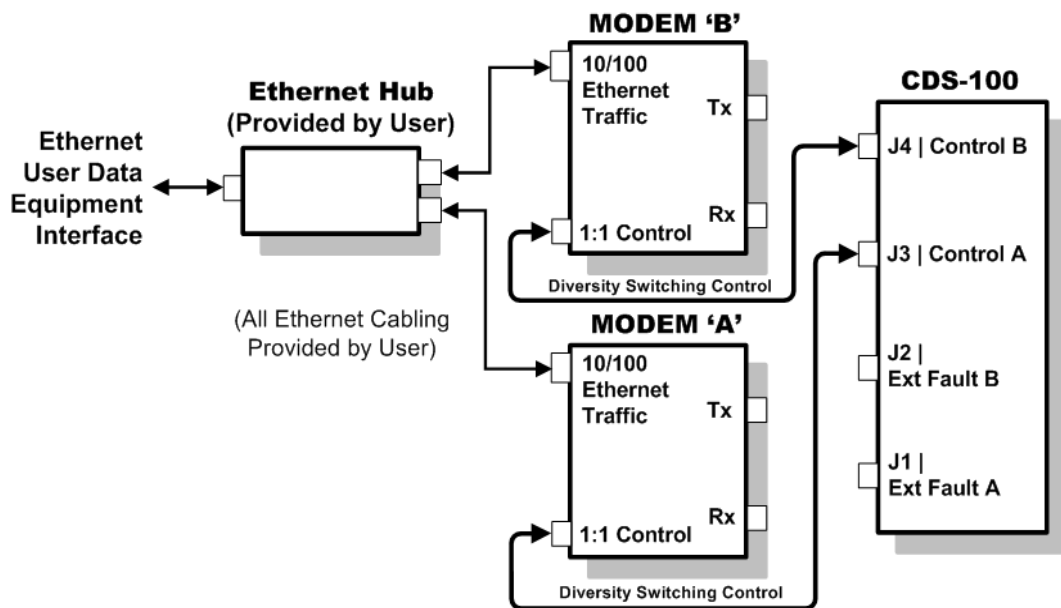 MODEM ‘B’
10/100
Ethernet
Traffic
Tx
Rx
1:1 Control
Diversity Switching Control
Ethernet Hub
(Provided by User)
Ethernet
User Data
Equipment
Interface
(All Ethernet Cabling
Provided by User)
MODEM ‘A’
10/100
Ethernet
Traffic
Tx
Rx
1:1 Control
Diversity Switching Control
CDS-100
J4 | Control B
J3 | Control A
J2 |
Ext Fault B
J1 |
Ext Fault A